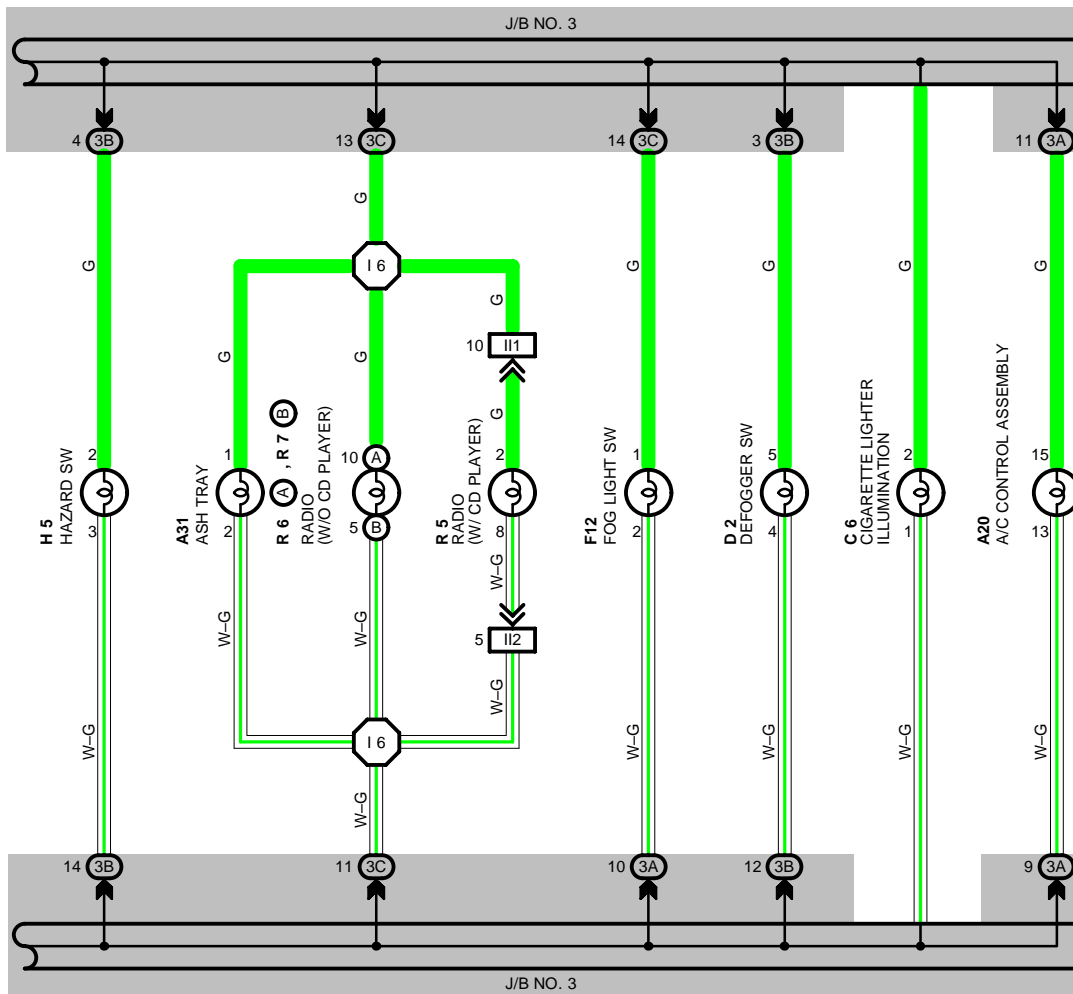 J/B NO. 3
4 3B
13 3C
14 3C
3 3B
11 3A
G
G
G
G
G
G
I 6
G
G
G
10 II1
G
H 5
HAZARD SW
2
3
A31
ASH TRAY
1
2
R 6 A , R 7 B
RADIO
(W/O CD PLAYER)
10 A
5 B
R 5
RADIO
(W/ CD PLAYER)
2
8
F12
FOG LIGHT SW
1
2
D 2
DEFOGGER SW
5
4
C 6
CIGARETTE LIGHTER
ILLUMINATION
2
1
A20
A/C CONTROL ASSEMBLY
15
13
W–G
W–G
W–G
5 II2
W–G
I 6
W–G
W–G
W–G
W–G
W–G
W–G
14 3B
11 3C
10 3A
12 3B
9 3A
J/B NO. 3